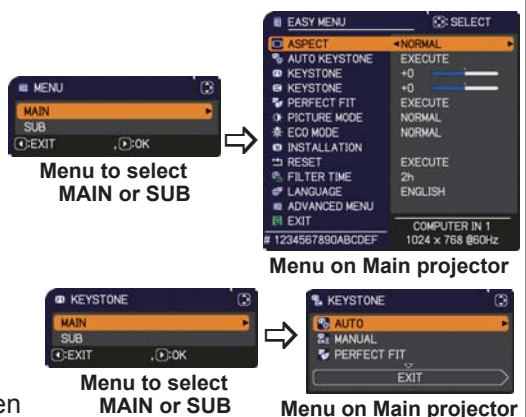 MENU
MAIN
SUB
:EXIT ,:OK
Menu to select
MAIN or SUB
EASY MENU :SELECT
ASPECT NORMAL
AUTO KEYSTONE EXECUTE
KEYSTONE +0
KEYSTONE +0
PERFECT FIT EXECUTE
PICTURE MODE NORMAL
ECO MODE NORMAL
INSTALLATION
RESET EXECUTE
FILTER TIME 2h
LANGUAGE ENGLISH
ADVANCED MENU
EXIT
COMPUTER IN 1
# 1234567890ABCDEF 1024 x 768 @60Hz
Menu on Main projector
KEYSTONE
MAIN
SUB
:EXIT ,:OK
Menu to select
MAIN or SUB
KEYSTONE
AUTO
MANUAL
PERFECT FIT
EXIT
Menu on Main projector
en